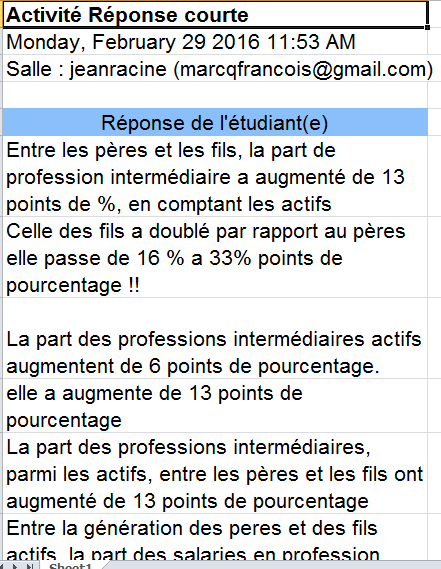 Activité Réponse courte
Monday, February 29 2016 11:53 AM
Salle : jeanracine (marcqfrancois@gmail.com)
Réponse de l'étudiant(e)
Entre les pères et les fils, la part de
profession intermédiaire a augmenté de 13
points de %, en comptant les actifs
Celle des fils a doublé par rapport au pères
elle passe de 16 % a 33% points de
pourcentage !!
La part des professions intermédiaires actifs
augmentent de 6 points de pourcentage.
elle a augmente de 13 points de
pourcentage
La part des professions intermédiaires,
parmi les actifs, entre les pères et les fils ont
augmenté de 13 points de pourcentage
Entre la génération des peres et des fils
actifs, la part des salaries en profession
Sheet1